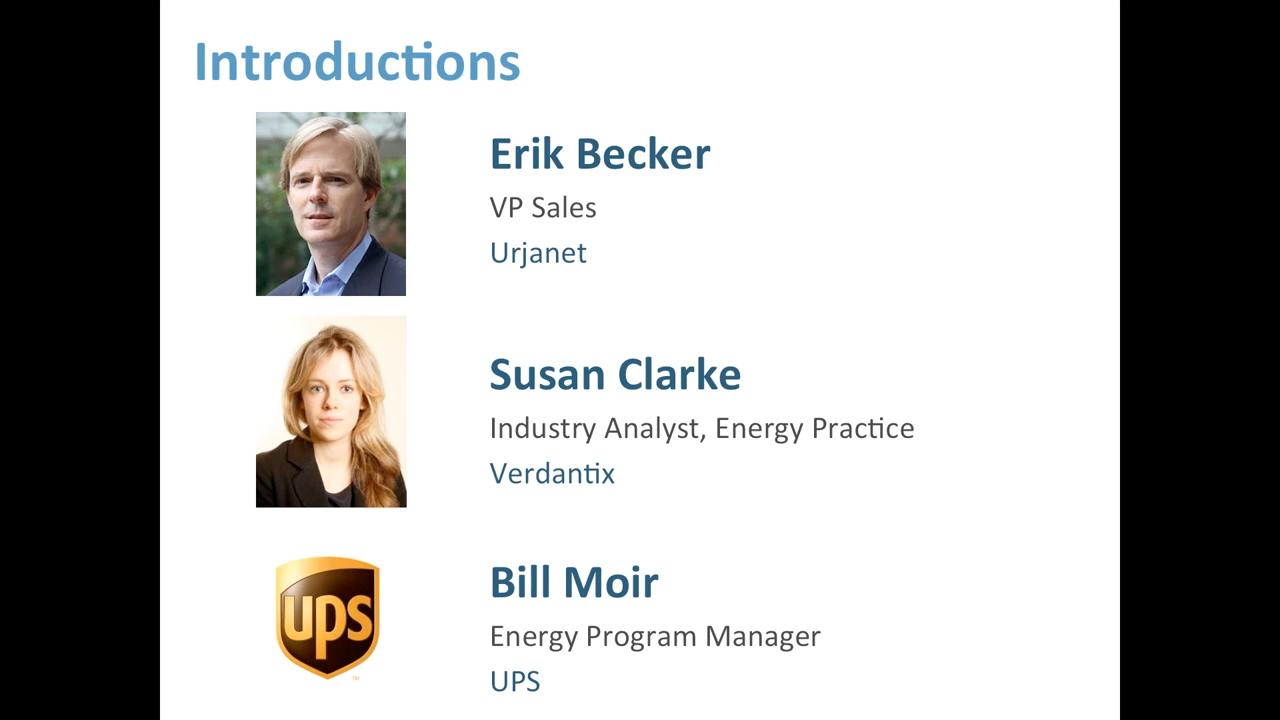 Introductions
Erik Becker
VP Sales
Urjanet
Susan Clarke
Industry Analyst, Energy Practice
Verdantix
ups
TM
Bill Moir
Energy Program Manager
UPS